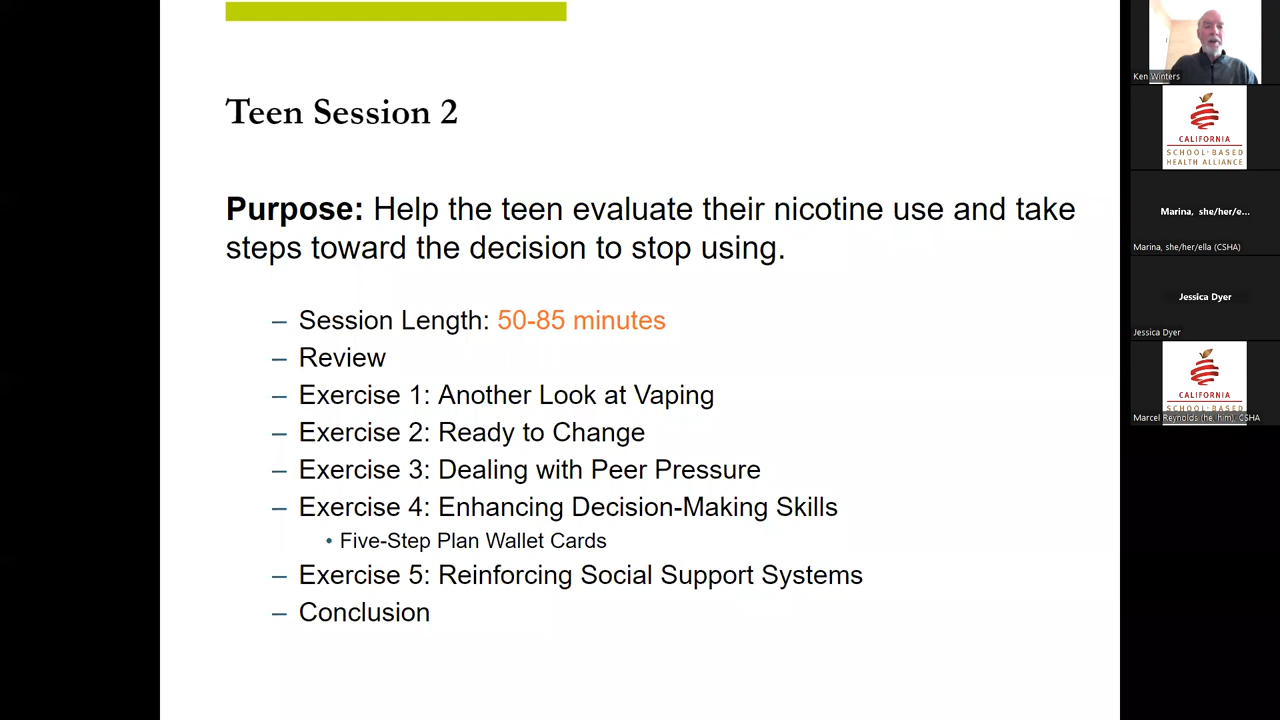 Teen Session 2
Purpose: Help the teen evaluate their nicotine use and take
steps toward the decision to stop using.
– Session Length: 50-85 minutes
– Review
– Exercise 1: Another Look at Vaping
– Exercise 2: Ready to Change
– Exercise 3: Dealing with Peer Pressure
– Exercise 4: Enhancing Decision-Making Skills
• Five-Step Plan Wallet Cards
– Exercise 5: Reinforcing Social Support Systems
– Conclusion
Ken Winters
CALIFORNIA
SCHOOL-BASED
HEALTH ALLIANCE
Marina, she/her/e...
Marina, she/her/ella (CSHA)
Jessica Dyer
Jessica Dyer
CALIFORNIA
SCHOOL-BASED
Marcel Reynolds (he, him), CSHA